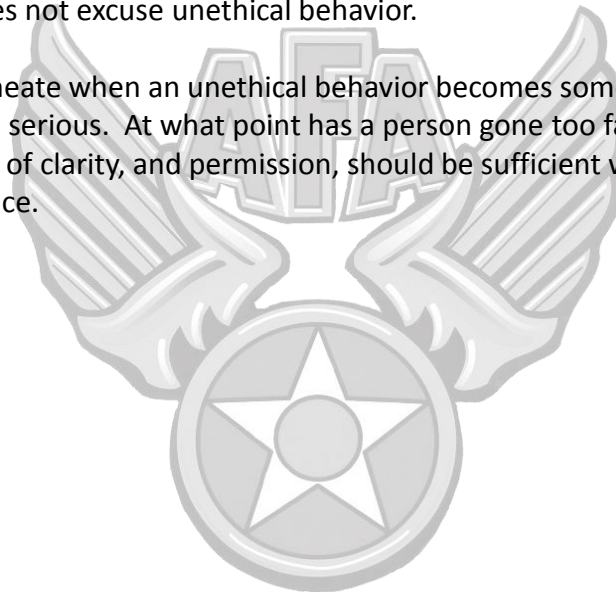 es not excuse unethical behavior.
neate when an unethical behavior becomes som
serious. At what point has a person gone too fa
of clarity, and permission, should be sufficient
ce.
AFA